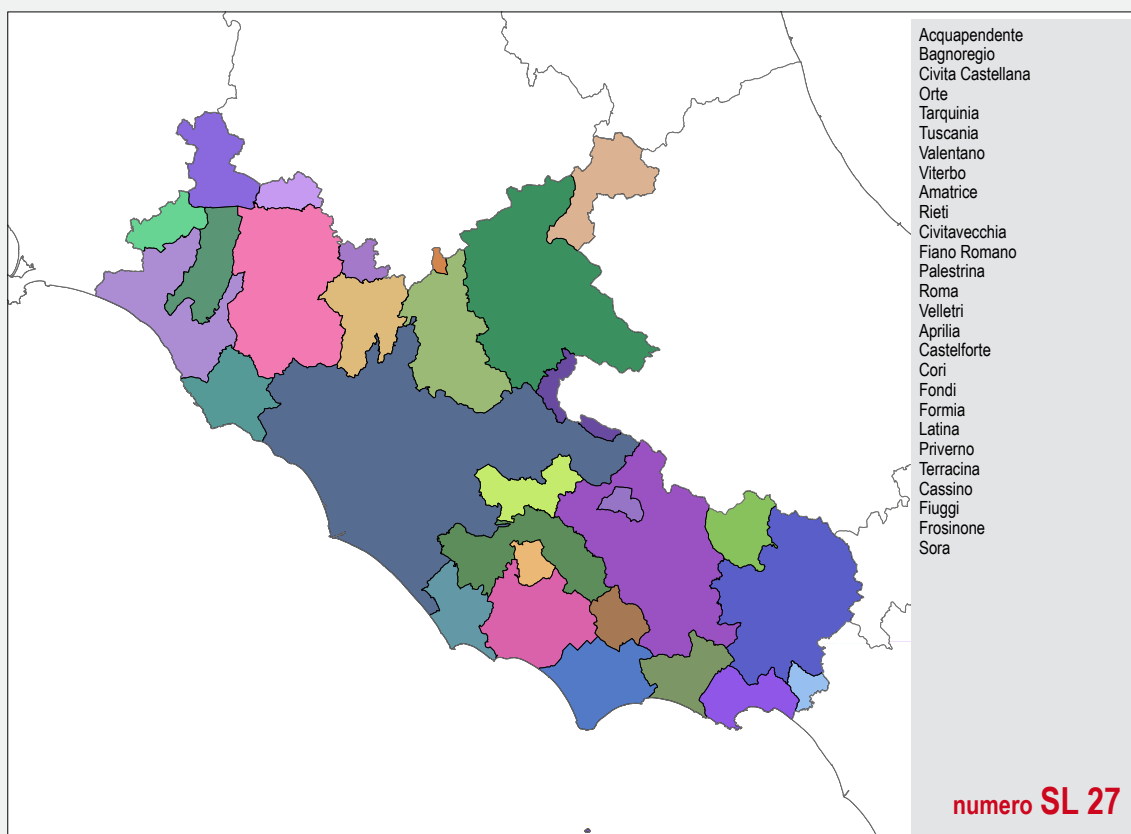 Acquapendente
Bagnoregio
Civita Castellana
Orte
Tarquinia
Tuscania
Valentano
Viterbo
Amatrice
Rieti
Civitavecchia
Fiano Romano
Palestrina
Roma
Velletri
Aprilia
Castelforte
Cori
Fondi
Formia
Latina
Priverno
Terracina
Cassino
Fiuggi
Frosinone
Sora
numero SL 27